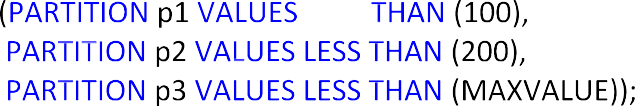 (PARTITION p1 VALUES THAN (100),
PARTITION p2 VALUES LESS THAN (200),
PARTITION p3 VALUES LESS THAN (MAXVALUE));